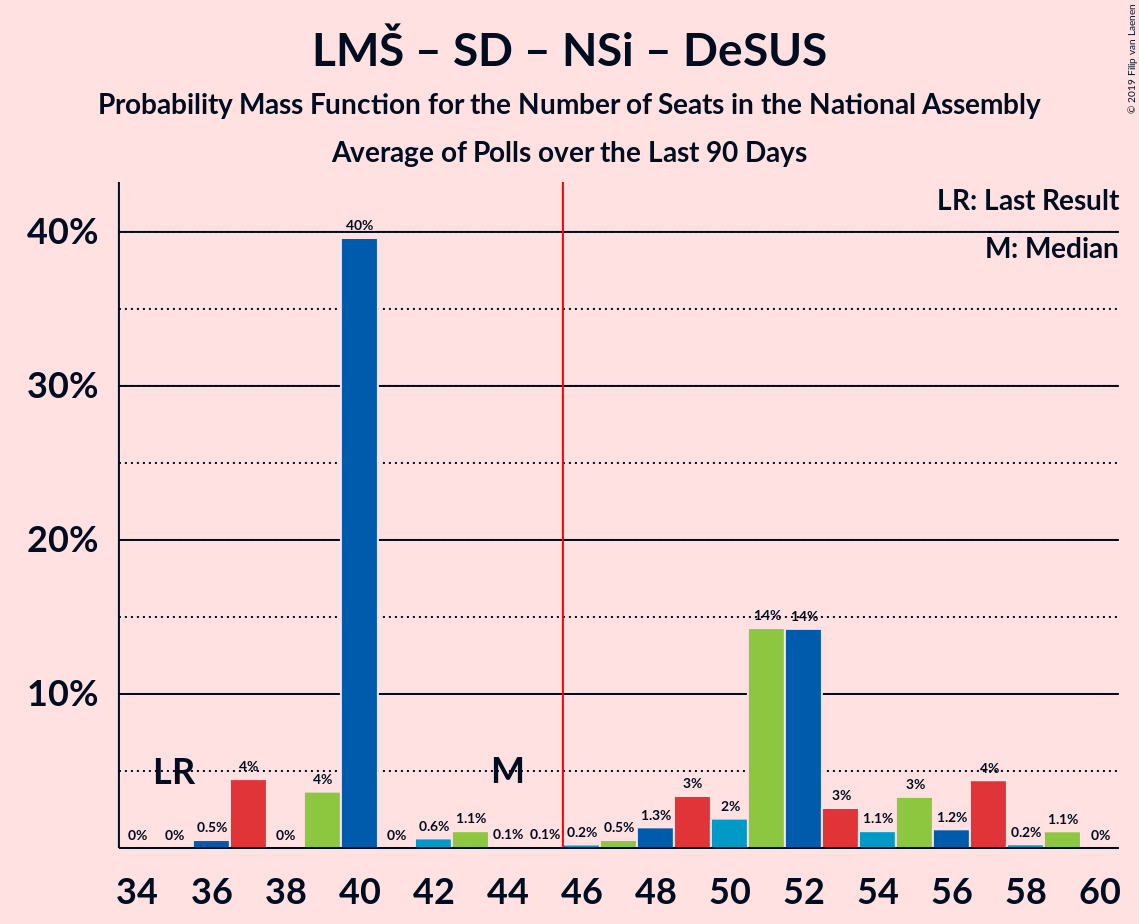 LMŠ – SD – NSi – DeSUS
Probability Mass Function for the Number of Seats in the National Assembly
Average of Polls over the Last 90 Days
© 2019 Filip van Laenen
LR: Last Result
M: Median
40%
30%
20%
10%
LR
M
0% 0% 0.5% 4% 0% 4% 40% 0% 0.6% 1.1% 0.1% 0.1% 0.2% 0.5% 1.3% 3% 2% 14% 14% 3% 1.1% 3% 1.2% 4% 0.2% 1.1% 0%
34 36 38 40 42 44 46 48 50 52 54 56 58 60